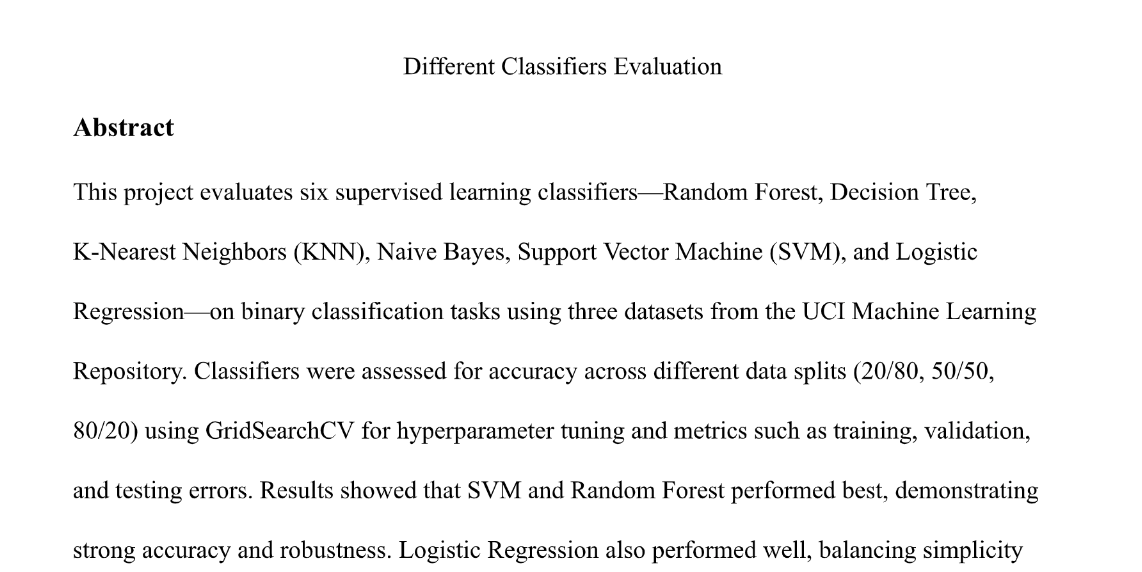 Different Classifiers Evaluation
Abstract
This project evaluates six supervised learning classifiers—Random Forest, Decision Tree,
K-Nearest Neighbors (KNN), Naive Bayes, Support Vector Machine (SVM), and Logistic
Regression—on binary classification tasks using three datasets from the UCI Machine Learning
Repository. Classifiers were assessed for accuracy across different data splits (20/80, 50/50,
80/20) using GridSearchCV for hyperparameter tuning and metrics such as training, validation,
and testing errors. Results showed that SVM and Random Forest performed best, demonstrating
strong accuracy and robustness. Logistic Regression also performed well, balancing simplicity